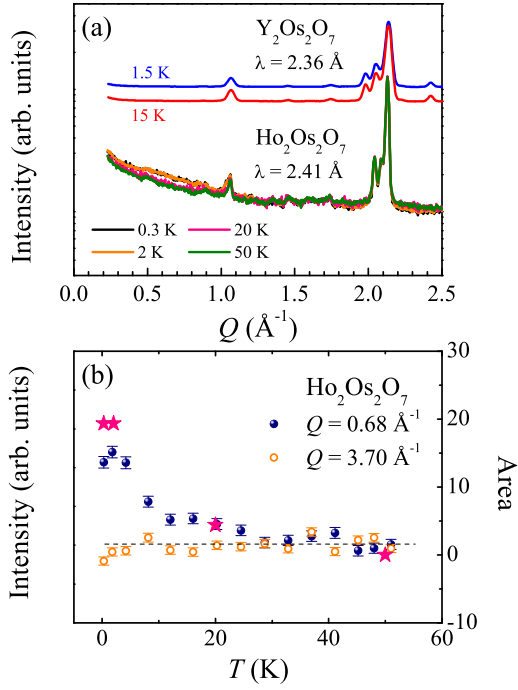 (a)
Y₂Os₂O₇
λ = 2.36 Å
1.5 K
15 K
Ho₂Os₂O₇
λ = 2.41 Å
0.3 K
20 K
2 K
50 K
Intensity (arb. units)
0.0 0.5 1.0 1.5 2.0 2.5
Q (Å⁻¹)
(b)
Ho₂Os₂O₇
Q = 0.68 Å⁻¹
Q = 3.70 Å⁻¹
Intensity (arb. units)
30
20
10
0
-10
Area
0 20 40 60
T (K)